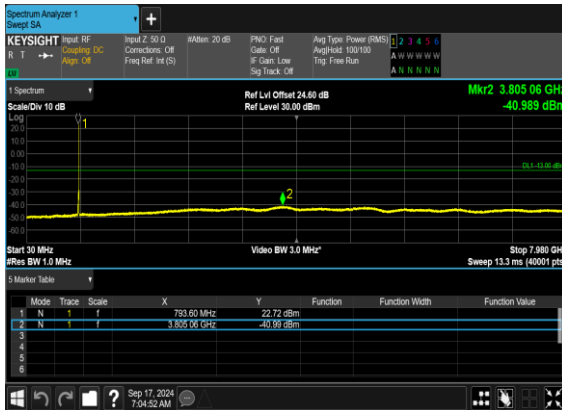 Spectrum Analyzer 1
Swept SA
+
KEYSIGHT Input: RF Input Z: 50 Ω #Atten: 20 dB PNO: Fast Avg Type: Power (RMS) 1 2 3 4 5 6
R T Coupling: DC Corrections: Off Gate: Off Avg|Hold: 100/100 A W W W W W
Align: Off Freq Ref: Int (S) IF Gain: Low Trig: Free Run
Sig Track: Off A N N N N N
1 Spectrum Ref Lvl Offset 24.60 dB Mkr2 3.805 06 GHz
Scale/Div 10 dB Ref Level 30.00 dBm -40.989 dBm
Log
1
20.0
10.0
0.00
-10.0
DL1 -13.00 dBm
-20.0
-30.0
2
-40.0
-50.0
-60.0
Start 30 MHz Video BW 3.0 MHz* Stop 7.980 GHz
#Res BW 1.0 MHz Sweep 13.3 ms (40001 pts)
5 Marker Table
Mode Trace Scale X Y Function Function Width Function Value
1 N 1 f 793.60 MHz 22.72 dBm
2 N 1 f 3.805 06 GHz -40.99 dBm
3
4
5
6
? Sep 17, 2024
7:04:52 AM